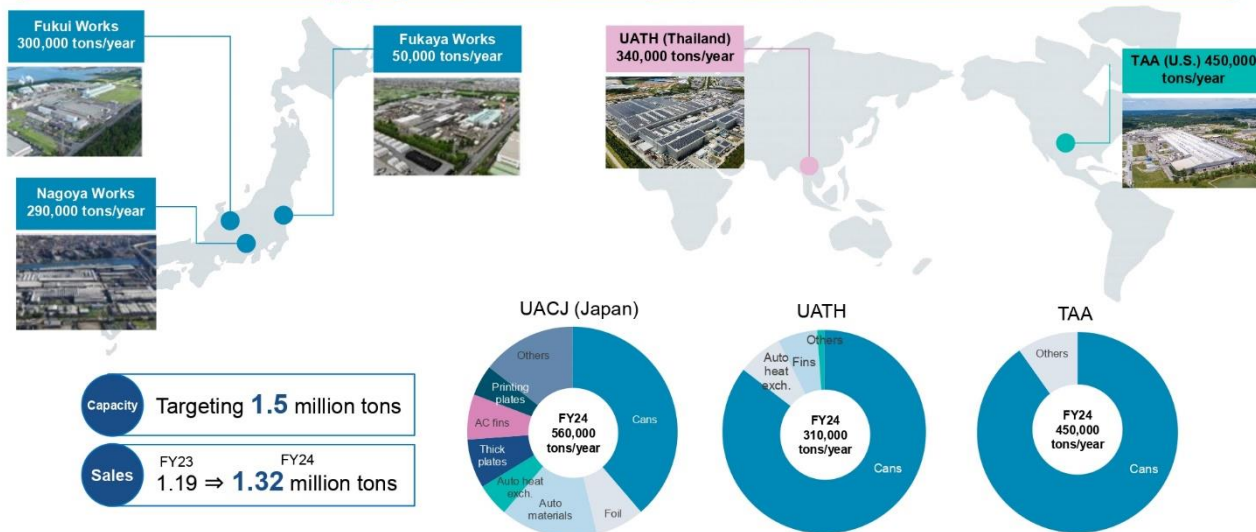 Fukui Works
300,000 tons/year
Fukaya Works
50,000 tons/year
UATH (Thailand)
340,000 tons/year
TAA (U.S.) 450,000
tons/year
Nagoya Works
290,000 tons/year
Capacity
Targeting 1.5 million tons
Sales
FY23
FY24
1.19 ⇒ 1.32 million tons
UACJ (Japan)
Others
Printing
plates
AC fins
Thick
plates
Auto heat
exch.
Auto
materials
Foil
Cans
FY24
560,000
tons/year
UATH
Others
Fins
Auto
heat
exch.
Cans
FY24
310,000
tons/year
TAA
Others
Cans
FY24
450,000
tons/year